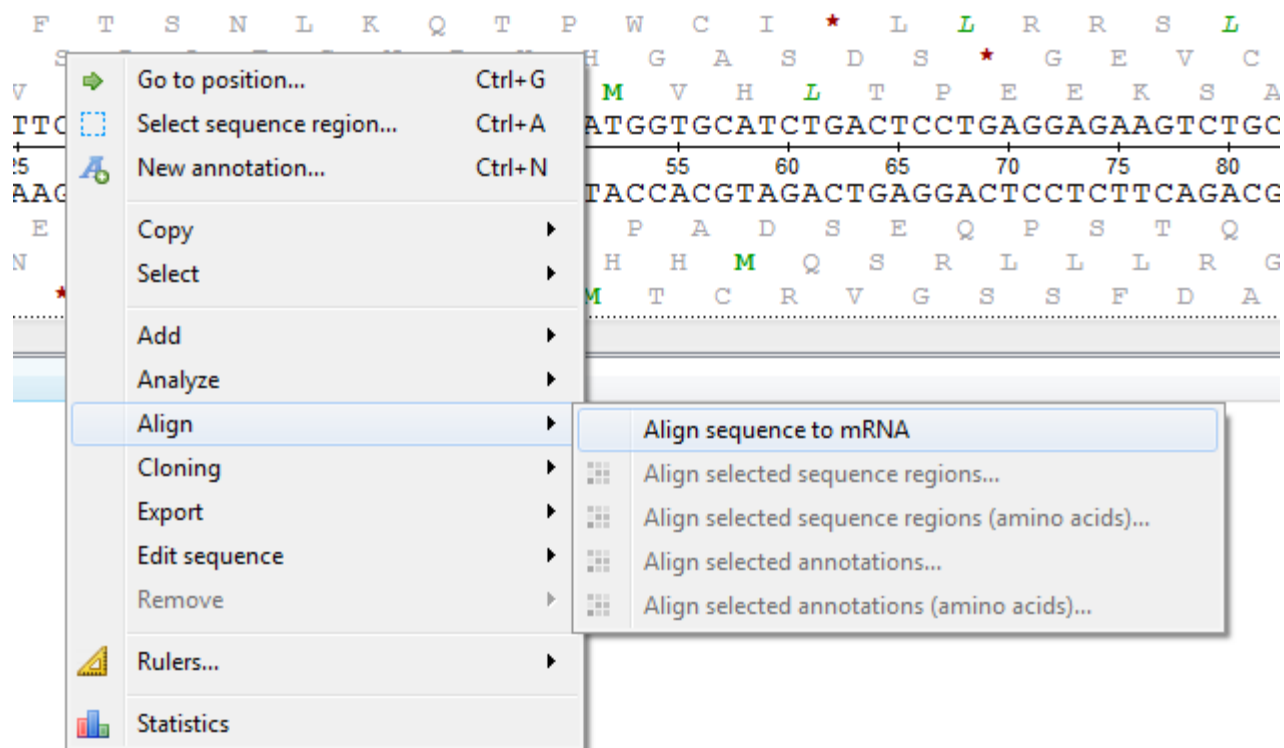 F T S N L K Q T P W C I * L L R R S L
S H G A S D S * G E V C
V M V H L T P E E K S A
TTC ATGGTGCATCTGACTCCTGAGGAGAAGTCTGC
25 55 60 65 70 75 80
AAG TACCACGTAGACTGAGGACTCCTCTTCAGACG
E P A D S E Q P S T Q
N H H M Q S R L L L R G
* M T C R V G S S F D A
Go to position... Ctrl+G
Select sequence region... Ctrl+A
New annotation... Ctrl+N
Copy
Select
Add
Analyze
Align
Cloning
Export
Edit sequence
Remove
Rulers...
Statistics
Align sequence to mRNA
Align selected sequence regions...
Align selected sequence regions (amino acids)...
Align selected annotations...
Align selected annotations (amino acids)...